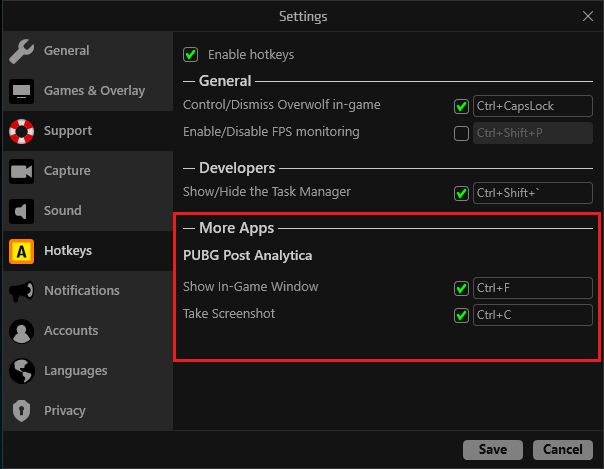 Settings
General
Games & Overlay
Support
Capture
Sound
A
Hotkeys
Notifications
Accounts
Languages
Privacy
Enable hotkeys
General
Control/Dismiss Overwolf in-game Ctrl+CapsLock
Enable/Disable FPS monitoring Ctrl+Shift+P
Developers
Show/Hide the Task Manager Ctrl+Shift+`
More Apps
PUBG Post Analytica
Show In-Game Window Ctrl+F
Take Screenshot Ctrl+C
Save Cancel